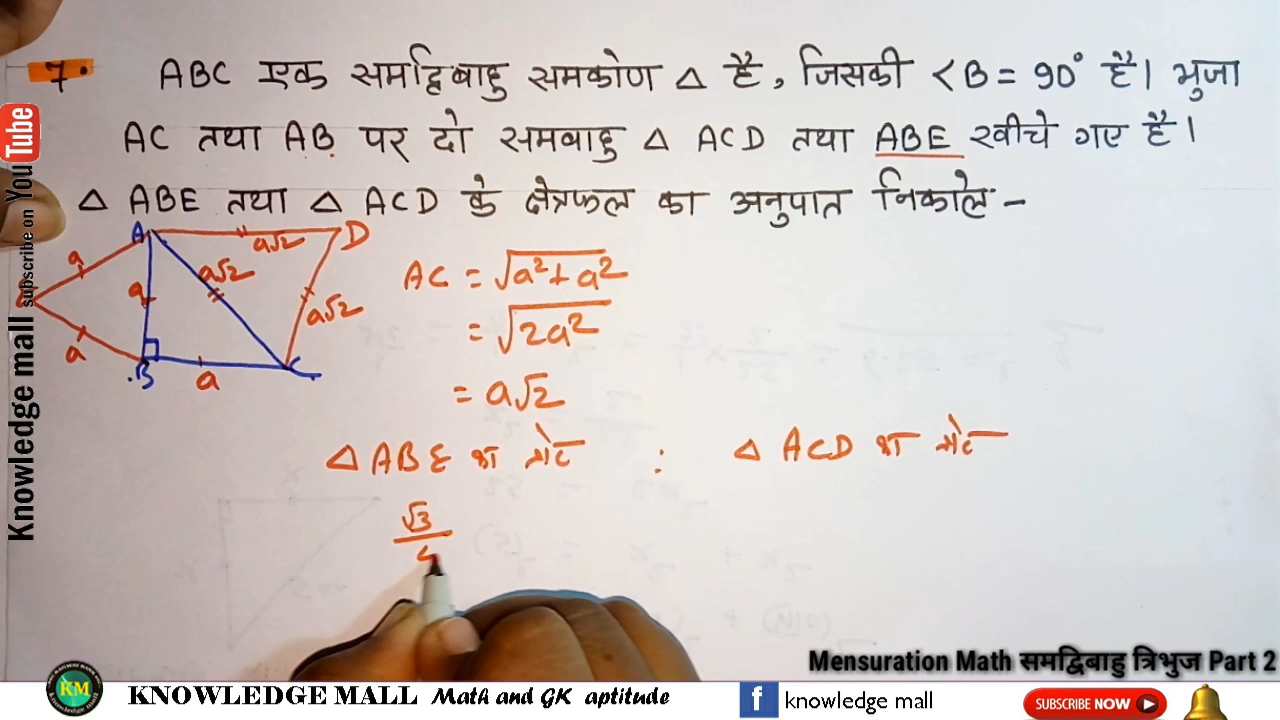 7. ABC एक समद्विबाहु समकोण △ है, जिसकी <B = 90° है। भुजा
AC तथा AB पर दो समबाहु △ ACD तथा ABE खीचे गए है।
△ ABE तथा △ ACD के क्षेत्रफल का अनुपात निकाले -
A a√2 D
a a a√2 a√2
a B a C
AC = √a²+a²
= √2a²
= a√2
△ ABE का क्षे० : △ ACD का क्षे०
√3
4
Knowledge mall subscribe on YouTube
Mensuration Math समद्विबाहु त्रिभुज Part 2
KM KNOWLEDGE MALL Math and GK aptitude f knowledge mall SUBSCRIBE NOW